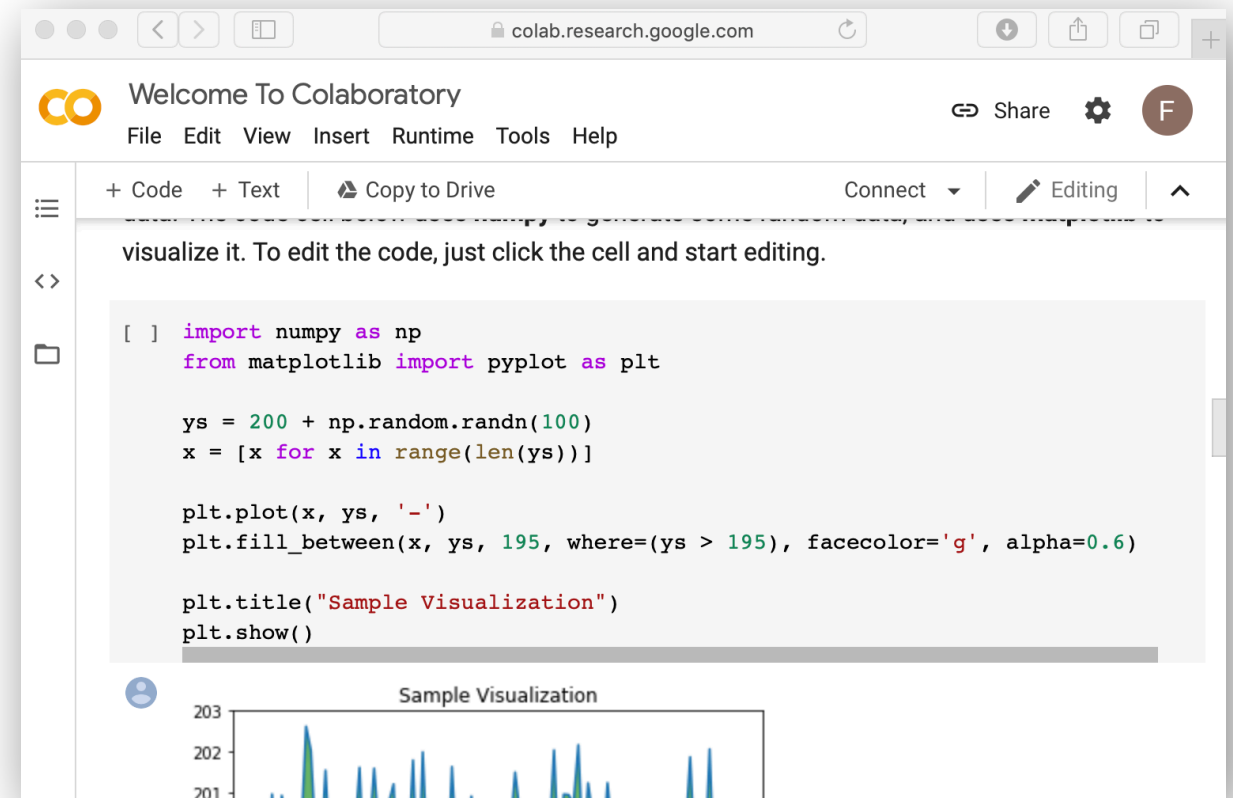 colab.research.google.com
Welcome To Colaboratory
File Edit View Insert Runtime Tools Help
Share
F
+ Code + Text Copy to Drive
Connect Editing
visualize it. To edit the code, just click the cell and start editing.
[ ] import numpy as np
from matplotlib import pyplot as plt
ys = 200 + np.random.randn(100)
x = [x for x in range(len(ys))]
plt.plot(x, ys, '-')
plt.fill_between(x, ys, 195, where=(ys > 195), facecolor='g', alpha=0.6)
plt.title("Sample Visualization")
plt.show()
Sample Visualization
203
202
201